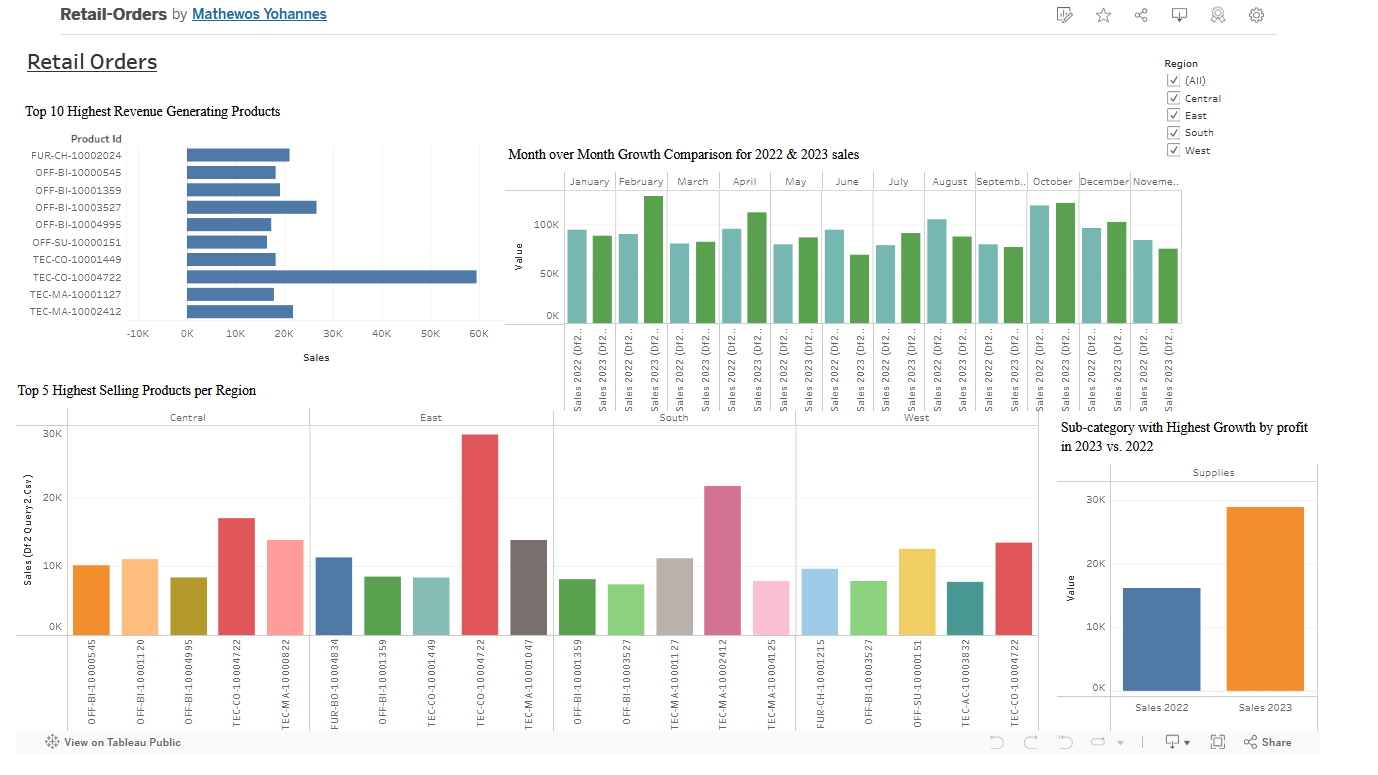 Retail-Orders by Mathewos Yohannes
Retail Orders
Region
(All)
Central
East
South
West
Top 10 Highest Revenue Generating Products
Product Id
FUR-CH-10002024
OFF-BI-10000545
OFF-BI-10001359
OFF-BI-10003527
OFF-BI-10004995
OFF-SU-10000151
TEC-CO-10001449
TEC-CO-10004722
TEC-MA-10001127
TEC-MA-10002412
-10K 0K 10K 20K 30K 40K 50K 60K
Sales
Month over Month Growth Comparison for 2022 & 2023 sales
January February March April May June July August Septemb.. October December Noveme..
Value
100K
50K
0K
Sales 2022 (Df2..
Sales 2023 (Df2..
Sales 2022 (Df2..
Sales 2023 (Df2..
Sales 2022 (Df2..
Sales 2023 (Df2..
Sales 2022 (Df2..
Sales 2023 (Df2..
Sales 2022 (Df2..
Sales 2023 (Df2..
Sales 2022 (Df2..
Sales 2023 (Df2..
Sales 2022 (Df2..
Sales 2023 (Df2..
Sales 2022 (Df2..
Sales 2023 (Df2..
Sales 2022 (Df2..
Sales 2023 (Df2..
Sales 2022 (Df2..
Sales 2023 (Df2..
Sales 2022 (Df2..
Sales 2023 (Df2..
Sales 2022 (Df2..
Sales 2023 (Df2..
Top 5 Highest Selling Products per Region
Central East South West
Sales (Df2 Query2.Csv)
30K
20K
10K
0K
OFF-BI-10000545
OFF-BI-10001120
OFF-BI-10004995
TEC-CO-10004722
TEC-MA-10000822
FUR-BO-10004834
OFF-BI-10001359
TEC-CO-10001449
TEC-CO-10004722
TEC-MA-10001047
OFF-BI-10001359
OFF-BI-10003527
TEC-MA-10001127
TEC-MA-10002412
TEC-MA-10004125
FUR-CH-10001215
OFF-BI-10003527
OFF-SU-10000151
TEC-AC-10003832
TEC-CO-10004722
Sub-category with Highest Growth by profit
in 2023 vs. 2022
Supplies
Value
30K
20K
10K
0K
Sales 2022 Sales 2023
View on Tableau Public
Share